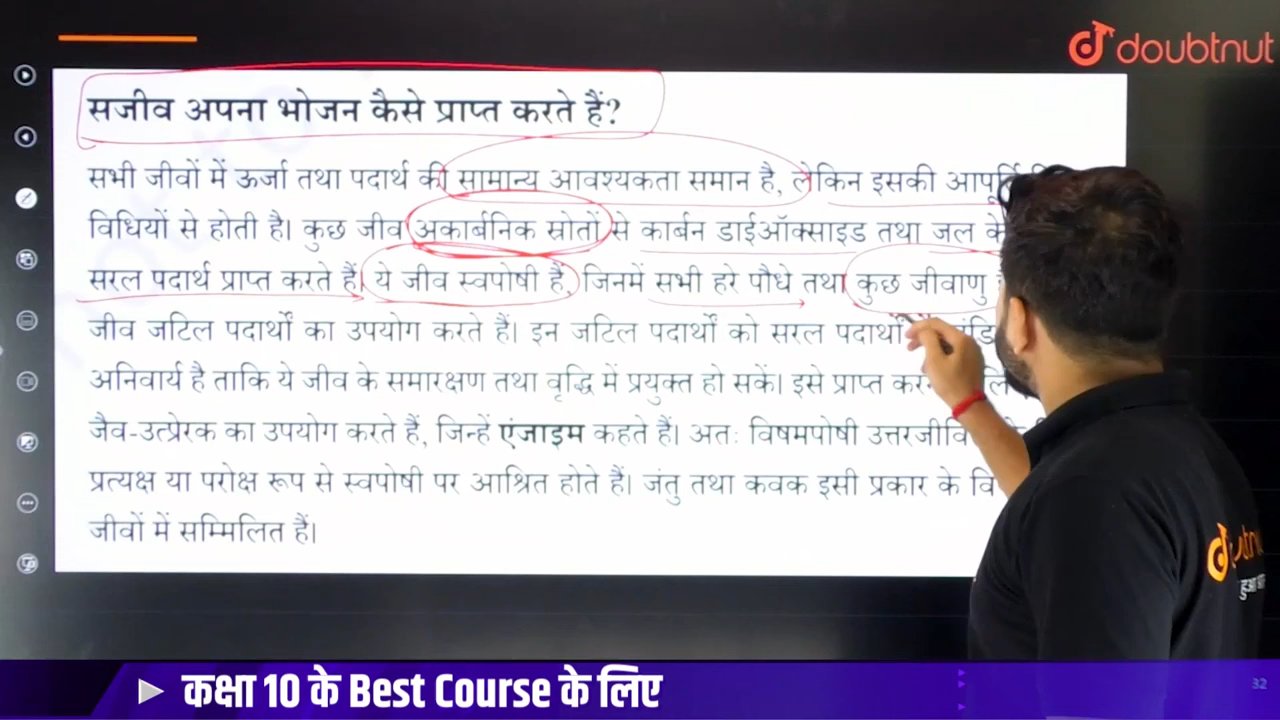 doubtnut
सजीव अपना भोजन कैसे प्राप्त करते हैं?
सभी जीवों में ऊर्जा तथा पदार्थ की सामान्य आवश्यकता समान है, लेकिन इसकी आपूर्ति
विधियों से होती है। कुछ जीव अकार्बनिक स्रोतों से कार्बन डाईऑक्साइड तथा जल के
सरल पदार्थ प्राप्त करते हैं। ये जीव स्वपोषी हैं, जिनमें सभी हरे पौधे तथा कुछ जीवाणु
जीव जटिल पदार्थों का उपयोग करते हैं। इन जटिल पदार्थों को सरल पदार्थों
अनिवार्य है ताकि ये जीव के समारक्षण तथा वृद्धि में प्रयुक्त हो सकें। इसे प्राप्त
जैव-उत्प्रेरक का उपयोग करते हैं, जिन्हें एंजाइम कहते हैं। अतः विषमपोषी
प्रत्यक्ष या परोक्ष रूप से स्वपोषी पर आश्रित होते हैं। जंतु तथा कवक इसी प्रकार के
जीवों में सम्मिलित हैं।
कक्षा 10 के Best Course के लिए
32